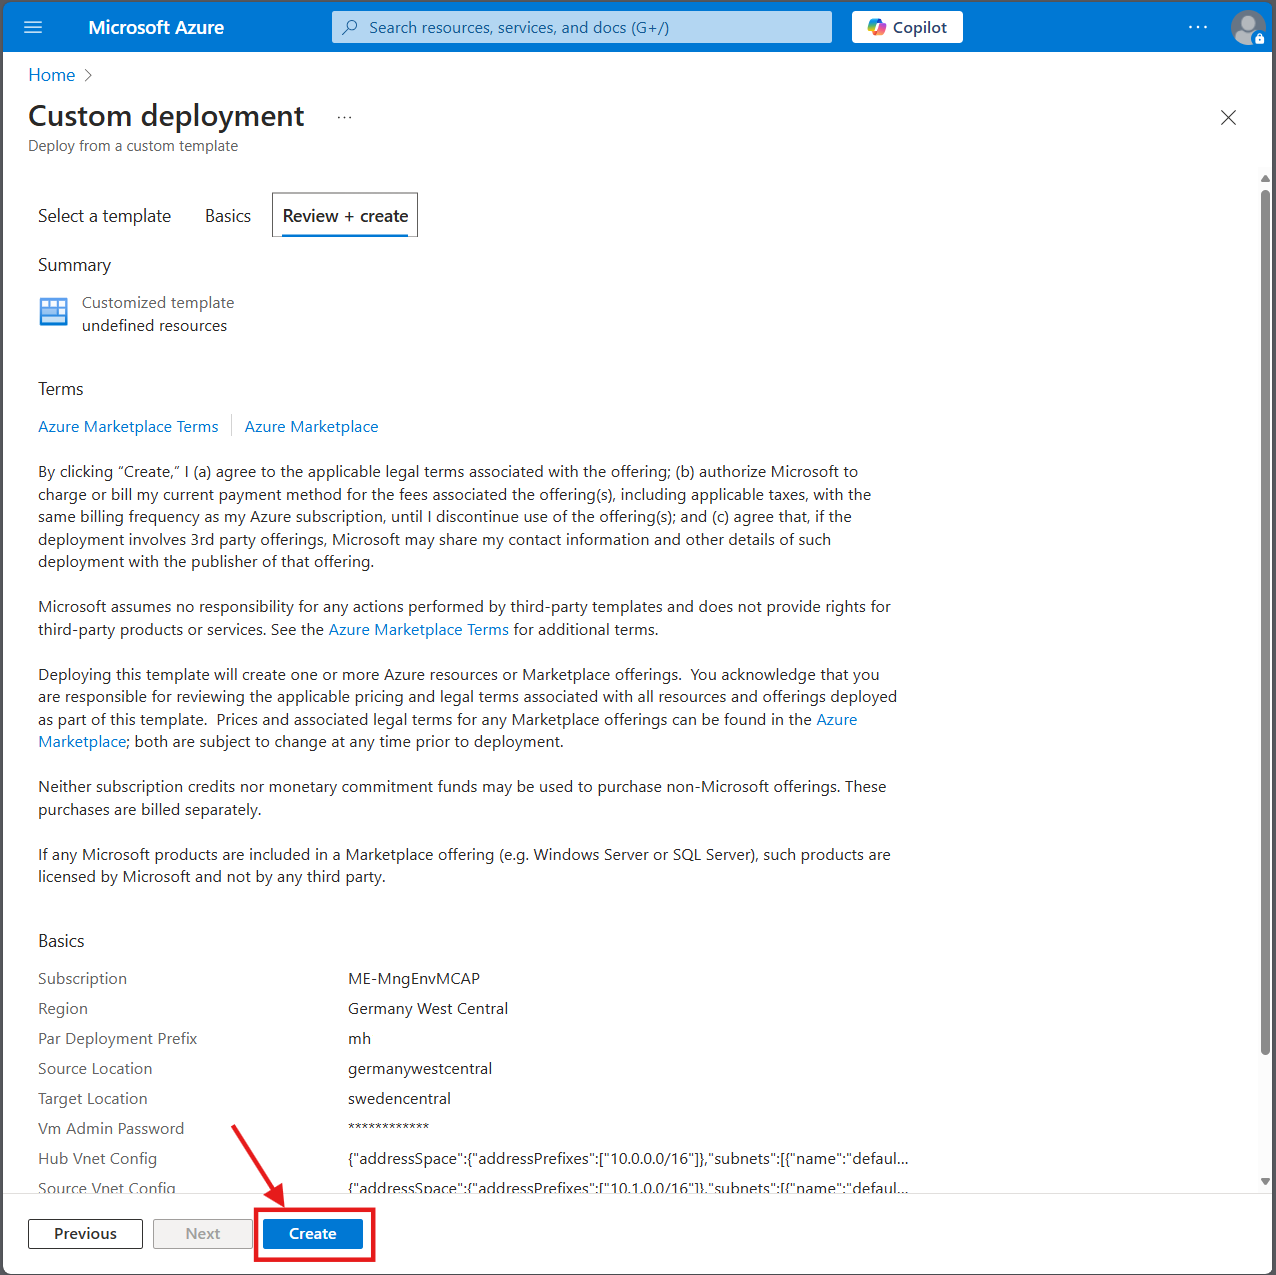 Microsoft Azure
Search resources, services, and docs (G+/)
Copilot
Home
Custom deployment
Deploy from a custom template
Select a template
Basics
Review + create
Summary
Customized template
undefined resources
Terms
Azure Marketplace Terms
Azure Marketplace
By clicking “Create,” I (a) agree to the applicable legal terms associated with the offering; (b) authorize Microsoft to
charge or bill my current payment method for the fees associated the offering(s), including applicable taxes, with the
same billing frequency as my Azure subscription, until I discontinue use of the offering(s); and (c) agree that, if the
deployment involves 3rd party offerings, Microsoft may share my contact information and other details of such
deployment with the publisher of that offering.
Microsoft assumes no responsibility for any actions performed by third-party templates and does not provide rights for
third-party products or services. See the Azure Marketplace Terms for additional terms.
Deploying this template will create one or more Azure resources or Marketplace offerings.  You acknowledge that you
are responsible for reviewing the applicable pricing and legal terms associated with all resources and offerings deployed
as part of this template.  Prices and associated legal terms for any Marketplace offerings can be found in the Azure
Marketplace; both are subject to change at any time prior to deployment.
Neither subscription credits nor monetary commitment funds may be used to purchase non-Microsoft offerings. These
purchases are billed separately.
If any Microsoft products are included in a Marketplace offering (e.g. Windows Server or SQL Server), such products are
licensed by Microsoft and not by any third party.
Basics
Subscription ME-MngEnvMCAP
Region Germany West Central
Par Deployment Prefix mh
Source Location germanywestcentral
Target Location swedencentral
Vm Admin Password ************
Hub Vnet Config {"addressSpace":{"addressPrefixes":["10.0.0.0/16"]},"subnets":[{"name":"defaul...
Source Vnet Config {"addressSpace":{"addressPrefixes":["10.1.0.0/16"]},"subnets":[{"name":"defaul...
Previous
Next
Create